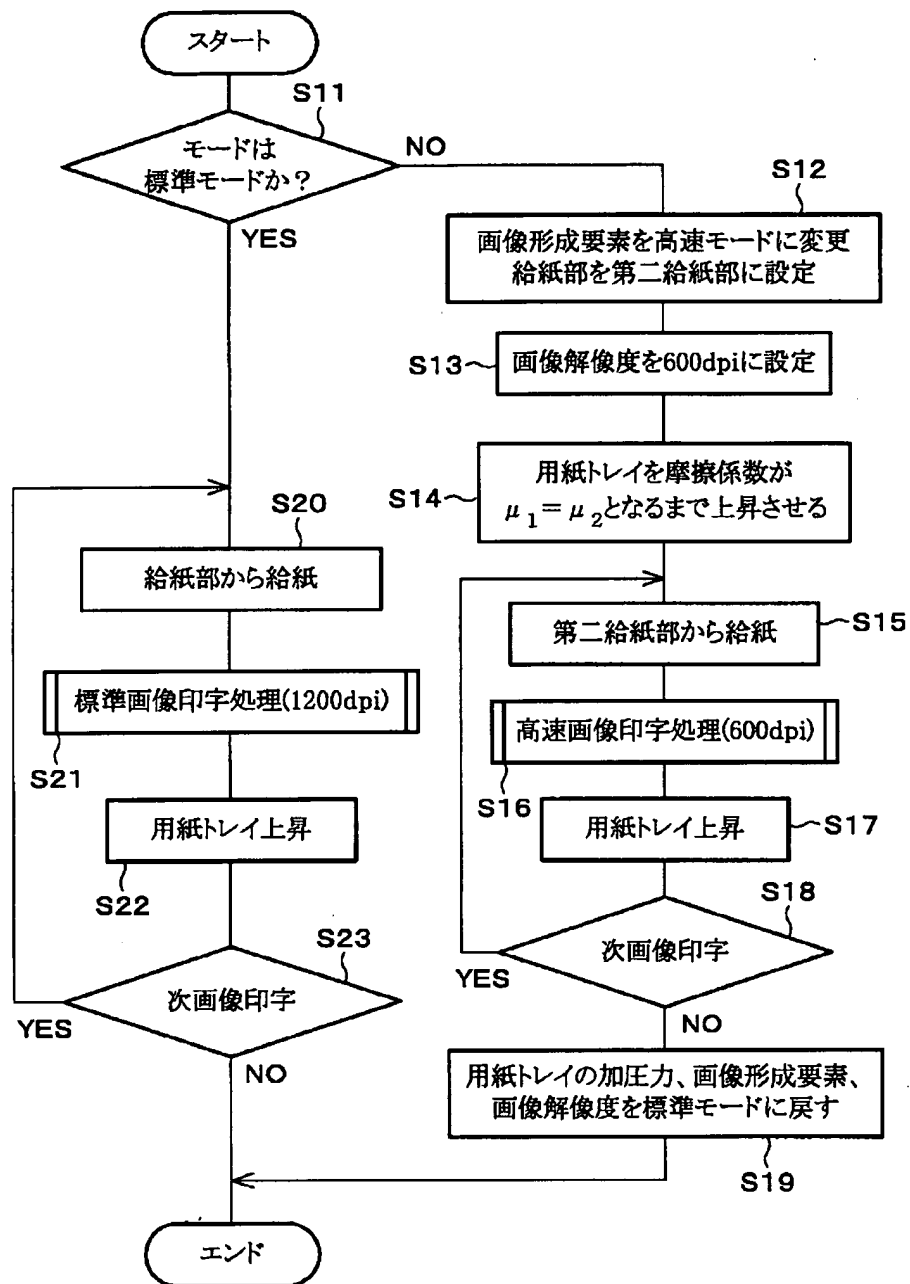 スタート
S11
モードは
標準モードか?
NO
YES
S12
画像形成要素を高速モードに変更
給紙部を第二給紙部に設定
S13
画像解像度を600dpiに設定
S14
用紙トレイを摩擦係数が
μ1=μ2となるまで上昇させる
S15
第二給紙部から給紙
S16
高速画像印字処理(600dpi)
S17
用紙トレイ上昇
S18
次画像印字
YES
NO
用紙トレイの加圧力、画像形成要素、
画像解像度を標準モードに戻す
S19
S20
給紙部から給紙
標準画像印字処理(1200dpi)
S21
用紙トレイ上昇
S22
S23
次画像印字
YES
NO
エンド